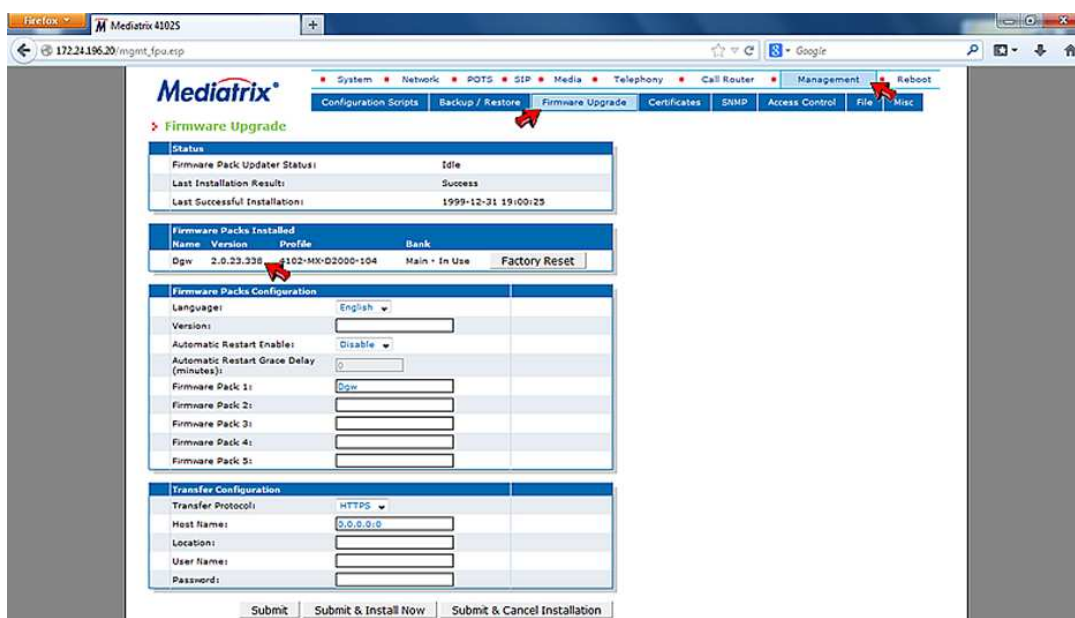 Firefox
Mediatrix 4102S
172.24.196.20/mgmt_fpu.esp
Google
Mediatrix
System Network POTS SIP Media Telephony Call Router Management Reboot
Configuration Scripts Backup / Restore Firmware Upgrade Certificates SNMP Access Control File Misc
Firmware Upgrade
Status
Firmware Pack Updater Status: Idle
Last Installation Result: Success
Last Successful Installation: 1999-12-31 19:00:25
Firmware Packs Installed
Name Version Profile Bank
Dgw 2.0.23.338 4102-MX-D2000-104 Main - In Use Factory Reset
Firmware Packs Configuration
Language: English
Version:
Automatic Restart Enable: Disable
Automatic Restart Grace Delay
(minutes): 0
Firmware Pack 1: Dgw
Firmware Pack 2:
Firmware Pack 3:
Firmware Pack 4:
Firmware Pack 5:
Transfer Configuration
Transfer Protocol: HTTPS
Host Name: 0.0.0.0:0
Location:
User Name:
Password:
Submit Submit & Install Now Submit & Cancel Installation